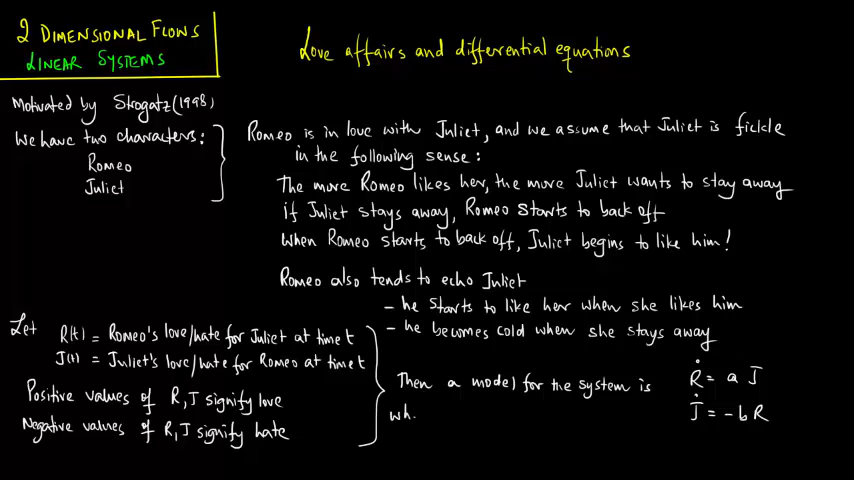 2 DIMENSIONAL FLOWS
LINEAR SYSTEMS
Love affairs and differential equations
Motivated by Skogatz (1998)
We have two characters:
Romeo
Juliet
Romeo is in love with Juliet, and we assume that Juliet is fickle
in the following sense:
The more Romeo likes her, the more Juliet wants to stay away
if Juliet stays away, Romeo starts to back off
When Romeo starts to back off, Juliet begins to like him!
Romeo also tends to echo Juliet
- he starts to like her when she likes him
- he becomes cold when she stays away
Let
R(t) = Romeo's love/hate for Juliet at time t
J(t) = Juliet's love/hate for Romeo at time t
Positive values of R, J signify love
Negative values of R, J signify hate
Then a model for the system is
Ṙ = a J
J̇ = -b R
wh